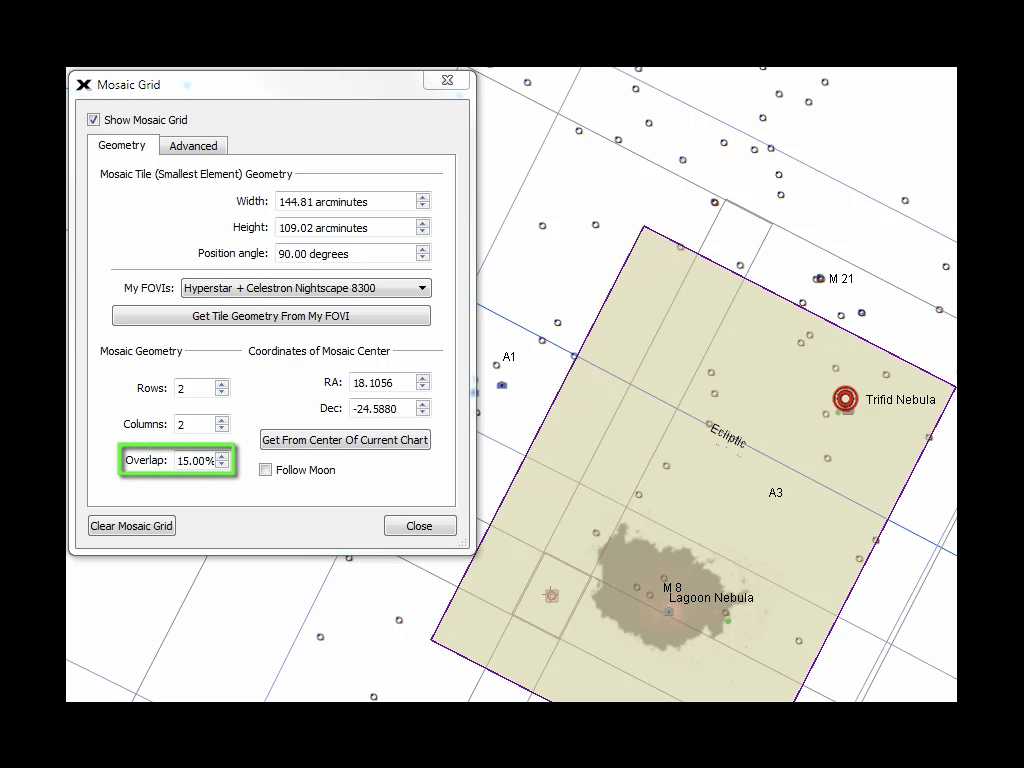 Mosaic Grid
Show Mosaic Grid
Geometry
Advanced
Mosaic Tile (Smallest Element) Geometry
Width: 144.81 arcminutes
Height: 109.02 arcminutes
Position angle: 90.00 degrees
My FOVIs: Hyperstar + Celestron Nightscape 8300
Get Tile Geometry From My FOVI
Mosaic Geometry
Coordinates of Mosaic Center
Rows: 2
RA: 18.1056
Dec: -24.5880
Columns: 2
Get From Center Of Current Chart
Overlap: 15.00%
Follow Moon
Clear Mosaic Grid
Close
M 21
A1
Trifid Nebula
Ecliptic
A3
M 8
Lagoon Nebula